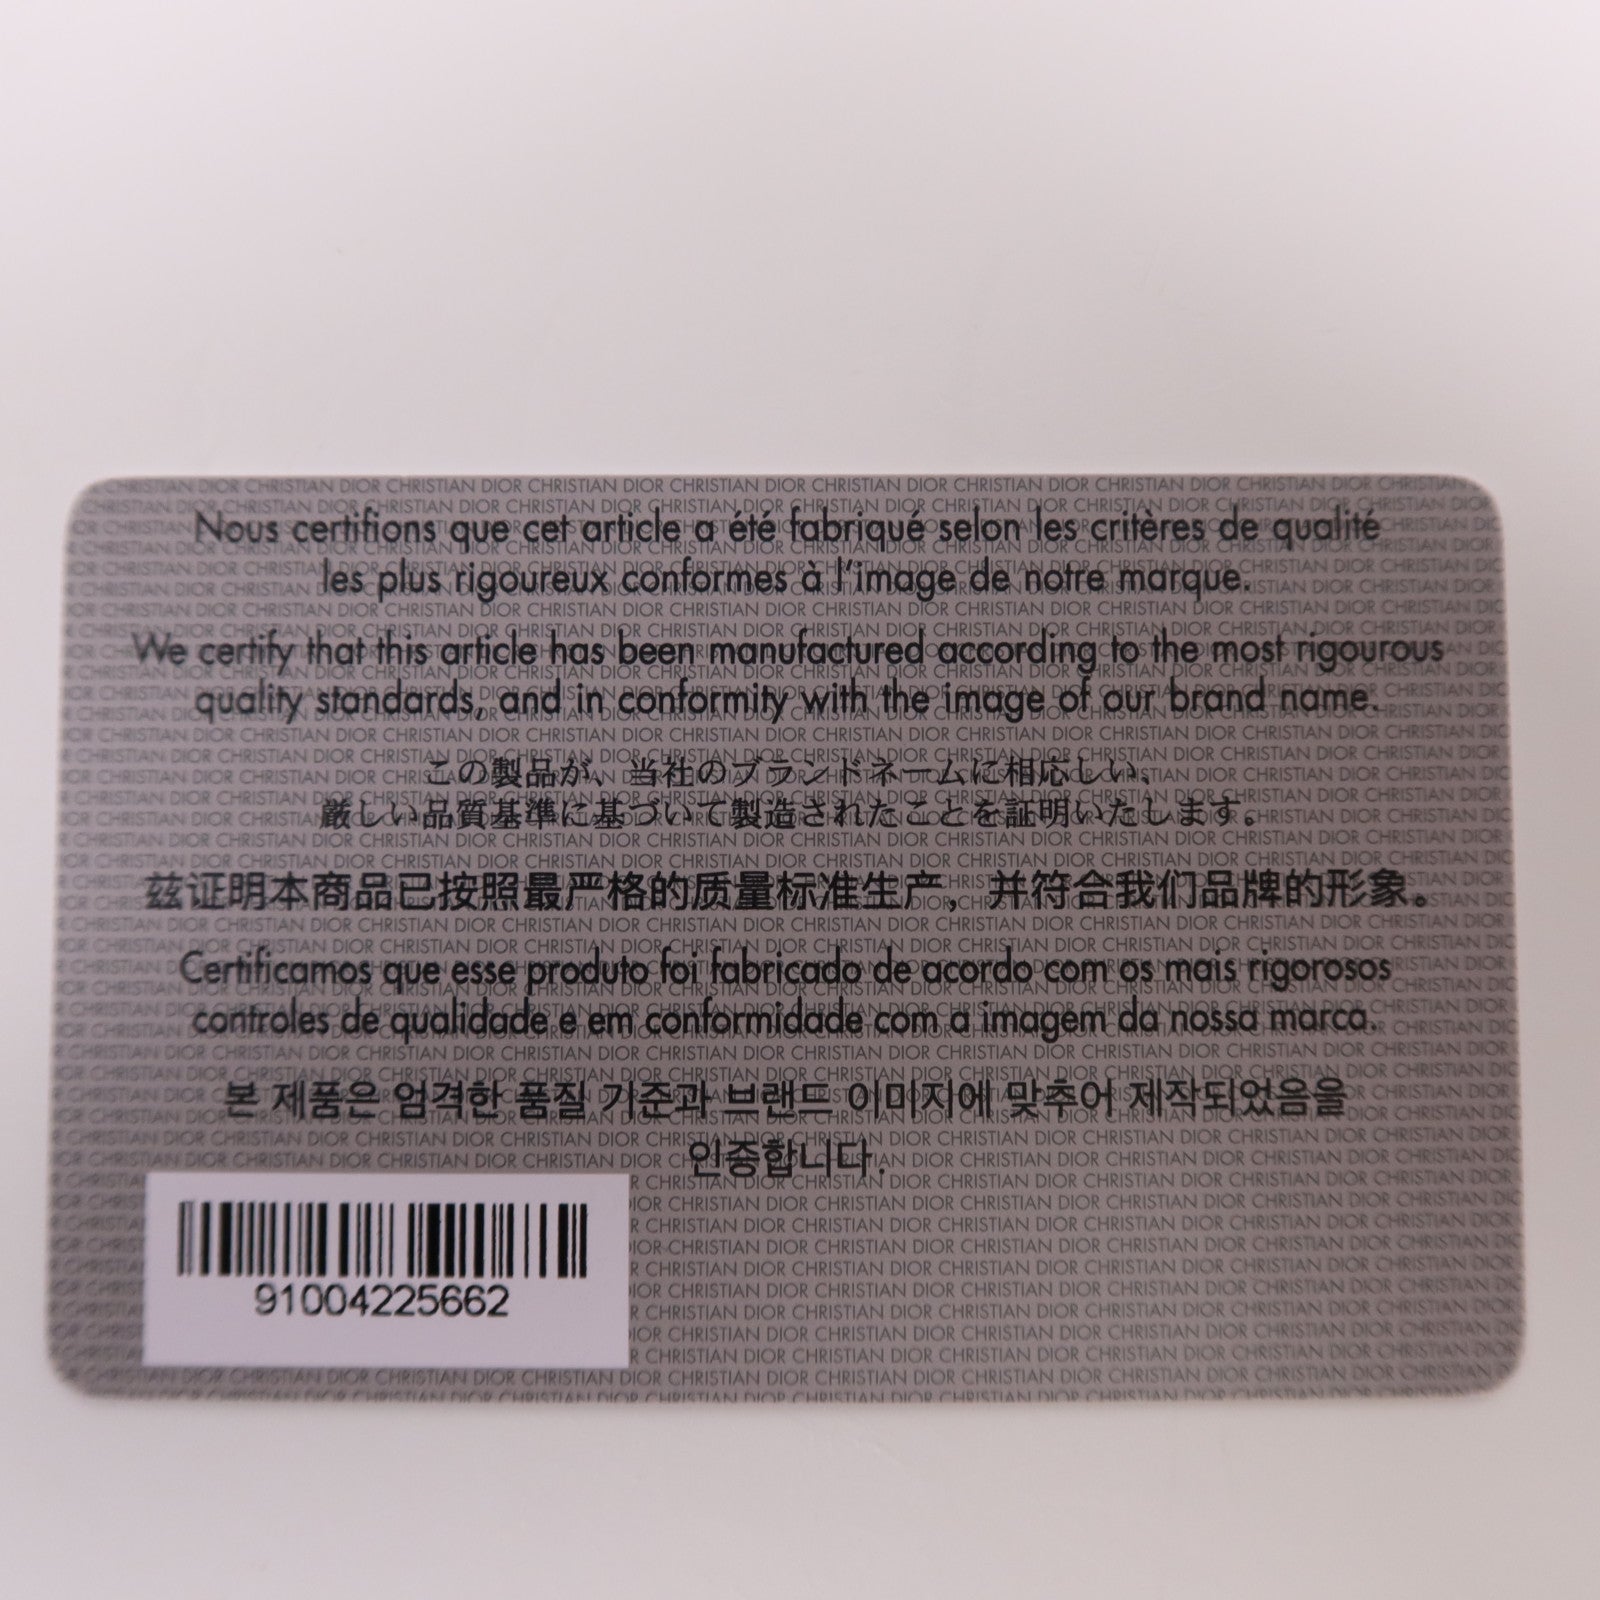 Nous certifions que cet article a été fabriqué selon les critères de qualité
les plus rigoureux conformes à l'image de notre marque.
We certify that this article has been manufactured according to the most rigourous
quality standards, and in conformity with the image of our brand name.
この製品が、当社のブランドネームに相応しい、
厳しい品質基準に基づいて製造されたことを証明いたします。
兹证明本商品已按照最严格的质量标准生产，并符合我们品牌的形象。
Certificamos que esse produto foi fabricado de acordo com os mais rigorosos
controles de qualidade e em conformidade com a imagem da nossa marca.
본 제품은 엄격한 품질 기준과 브랜드 이미지에 맞추어 제작되었음을
인증합니다.
91004225662